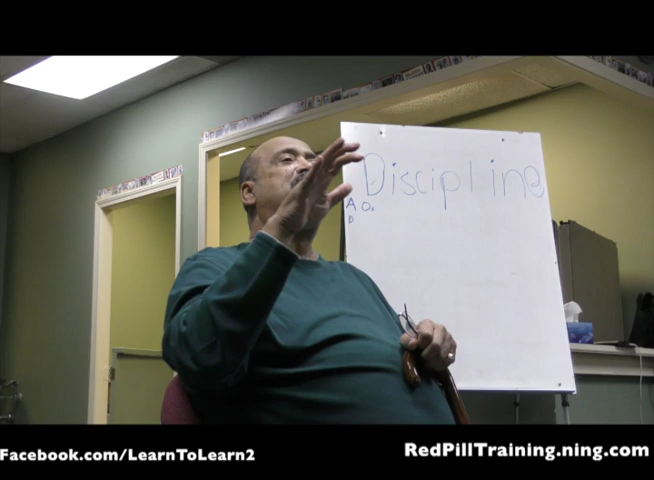 Discipline
A O.
D
Facebook.com/LearnToLearn2
RedPillTraining.ning.com